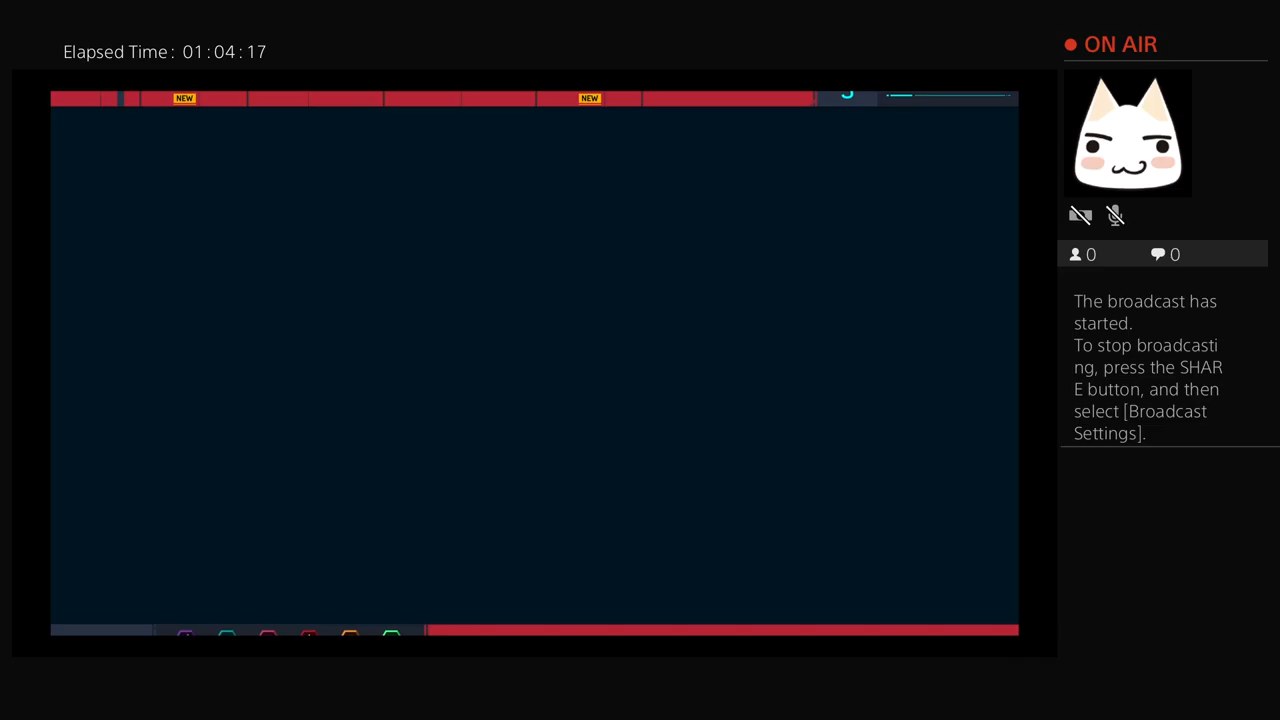 Elapsed Time: 01:04:17
ON AIR
NEW
NEW
0
0
The broadcast has
started.
To stop broadcasti
ng, press the SHAR
E button, and then
select [Broadcast
Settings].